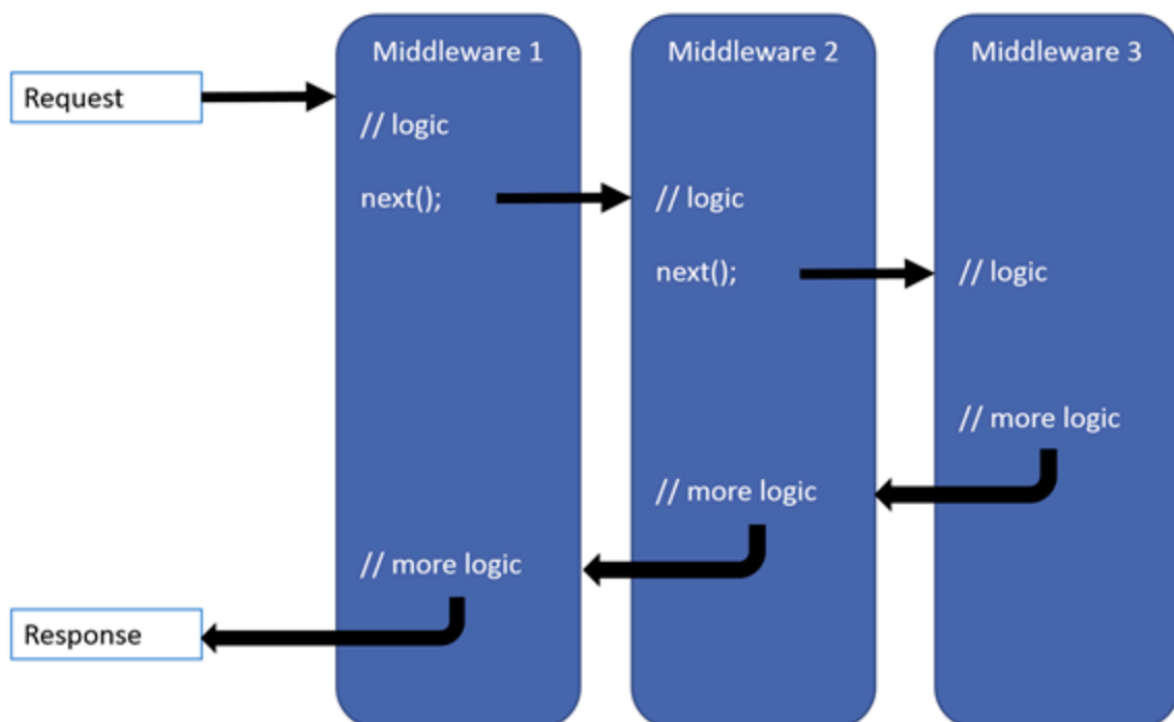 Middleware 1
Middleware 2
Middleware 3
Request
// logic
next();
// logic
next();
// logic
// more logic
// more logic
// more logic
Response